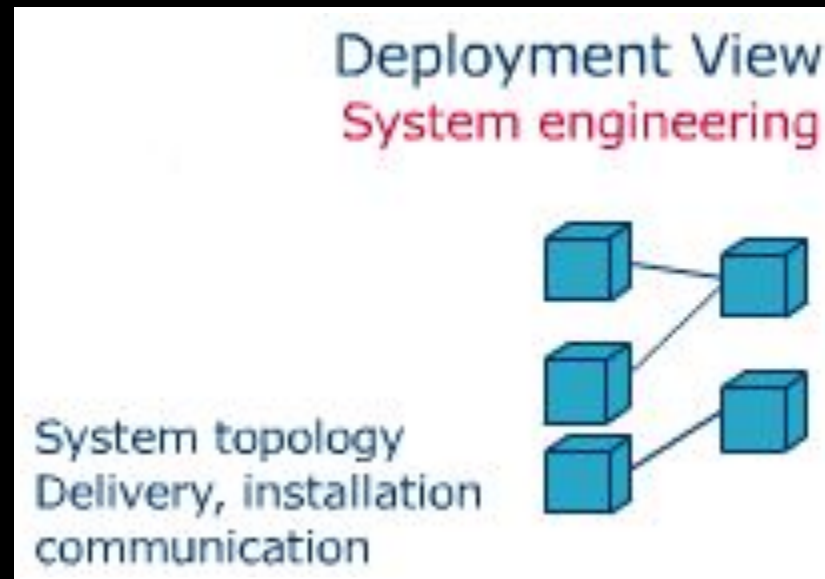 Deployment View
System engineering
System topology
Delivery, installation
communication